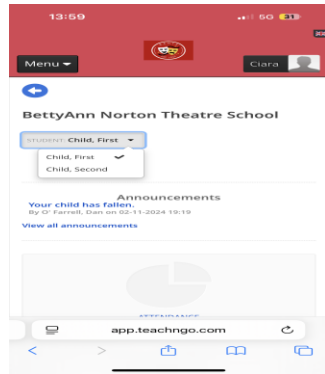 13:59
5G 31
Menu
Ciara
BettyAnn Norton Theatre School
STUDENT: Child, First
Child, First
Child, Second
Announcements
Your child has fallen.
By O' Farrell, Dan on 02-11-2024 19:19
View all announcements
ATTENDANCE
app.teachngo.com